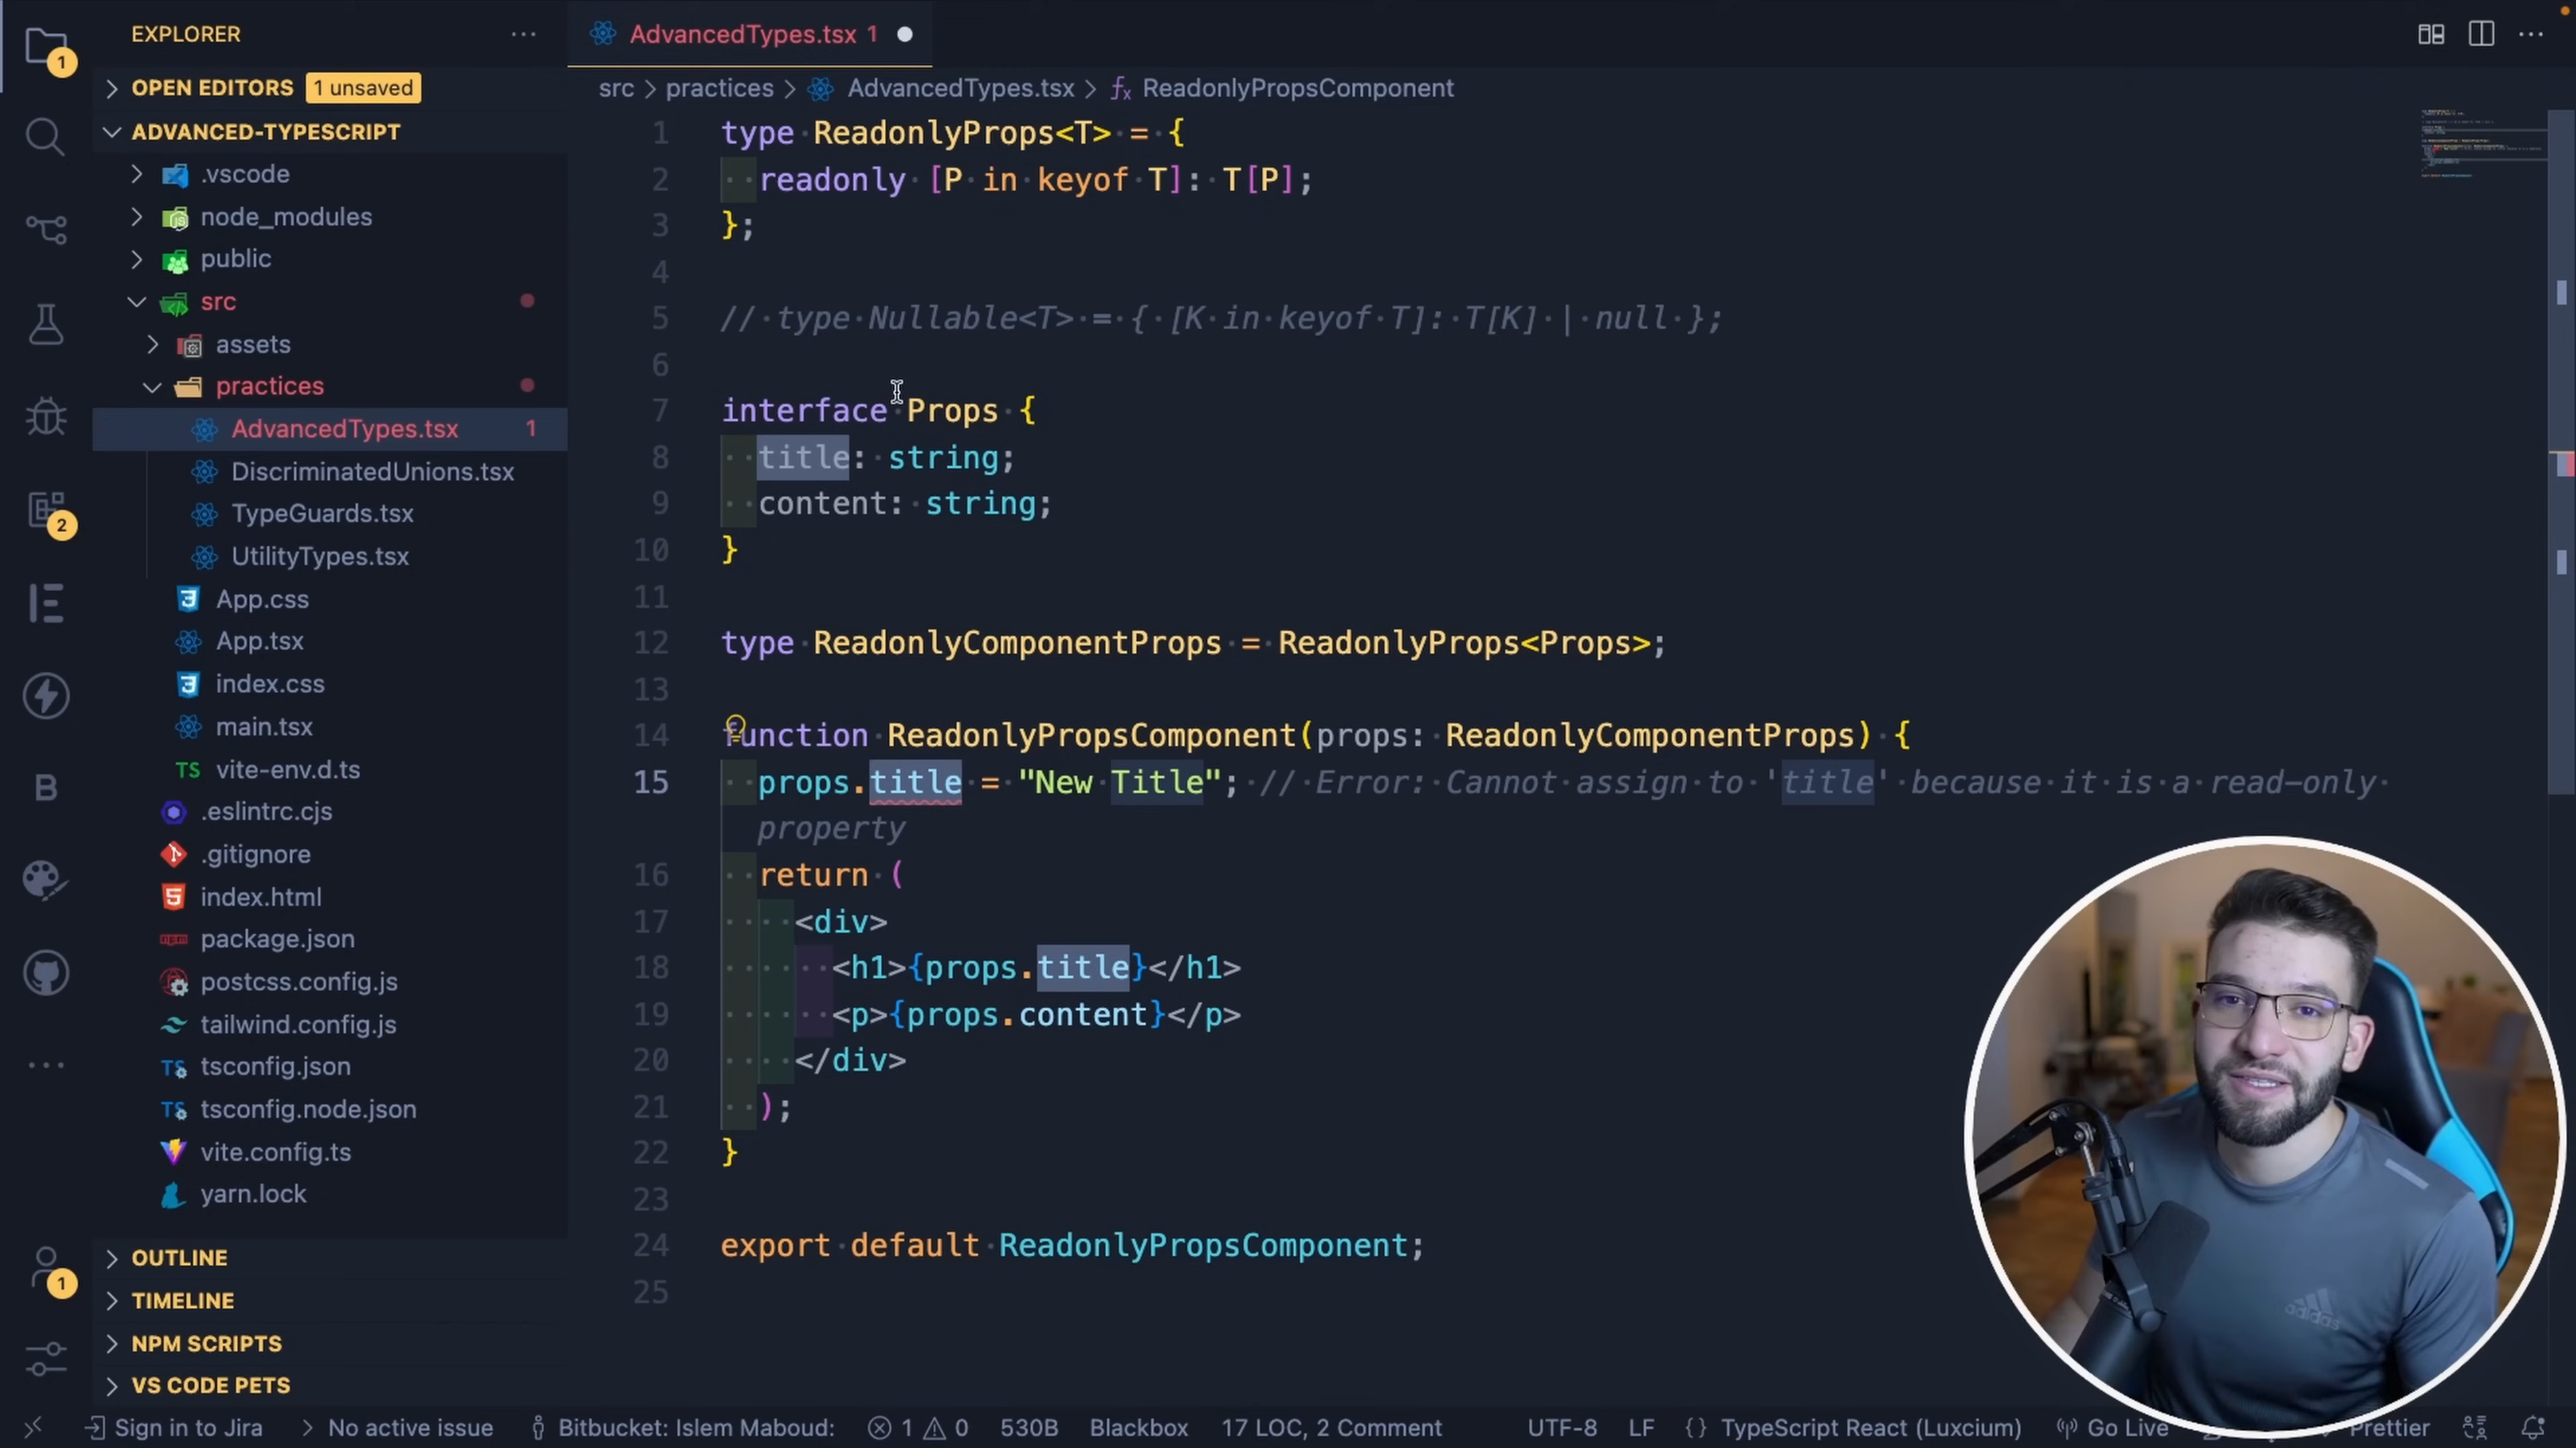 EXPLORER
OPEN EDITORS 1 unsaved
ADVANCED-TYPESCRIPT
.vscode
node_modules
public
src
assets
practices
AdvancedTypes.tsx 1
DiscriminatedUnions.tsx
TypeGuards.tsx
UtilityTypes.tsx
App.css
App.tsx
index.css
main.tsx
TS vite-env.d.ts
.eslintrc.cjs
.gitignore
index.html
package.json
postcss.config.js
tailwind.config.js
tsconfig.json
tsconfig.node.json
vite.config.ts
yarn.lock
OUTLINE
TIMELINE
NPM SCRIPTS
VS CODE PETS
1
2
1
AdvancedTypes.tsx 1
src > practices > AdvancedTypes.tsx > ReadonlyPropsComponent
1 type ReadonlyProps<T> = {
2 readonly [P in keyof T]: T[P];
3 };
4
5 // type Nullable<T> = { [K in keyof T]: T[K] | null };
6
7 interface Props {
8 title: string;
9 content: string;
10 }
11
12 type ReadonlyComponentProps = ReadonlyProps<Props>;
13
14 function ReadonlyPropsComponent(props: ReadonlyComponentProps) {
15 props.title = "New Title"; // Error: Cannot assign to 'title' because it is a read-only
property
16 return (
17 <div>
18 <h1>{props.title}</h1>
19 <p>{props.content}</p>
20 </div>
21 );
22 }
23
24 export default ReadonlyPropsComponent;
25
adidas
Sign in to Jira No active issue Bitbucket: Islem Maboud: 1 0 530B Blackbox 17 LOC, 2 Comment UTF-8 LF {} TypeScript React (Luxcium) Go Live Prettier